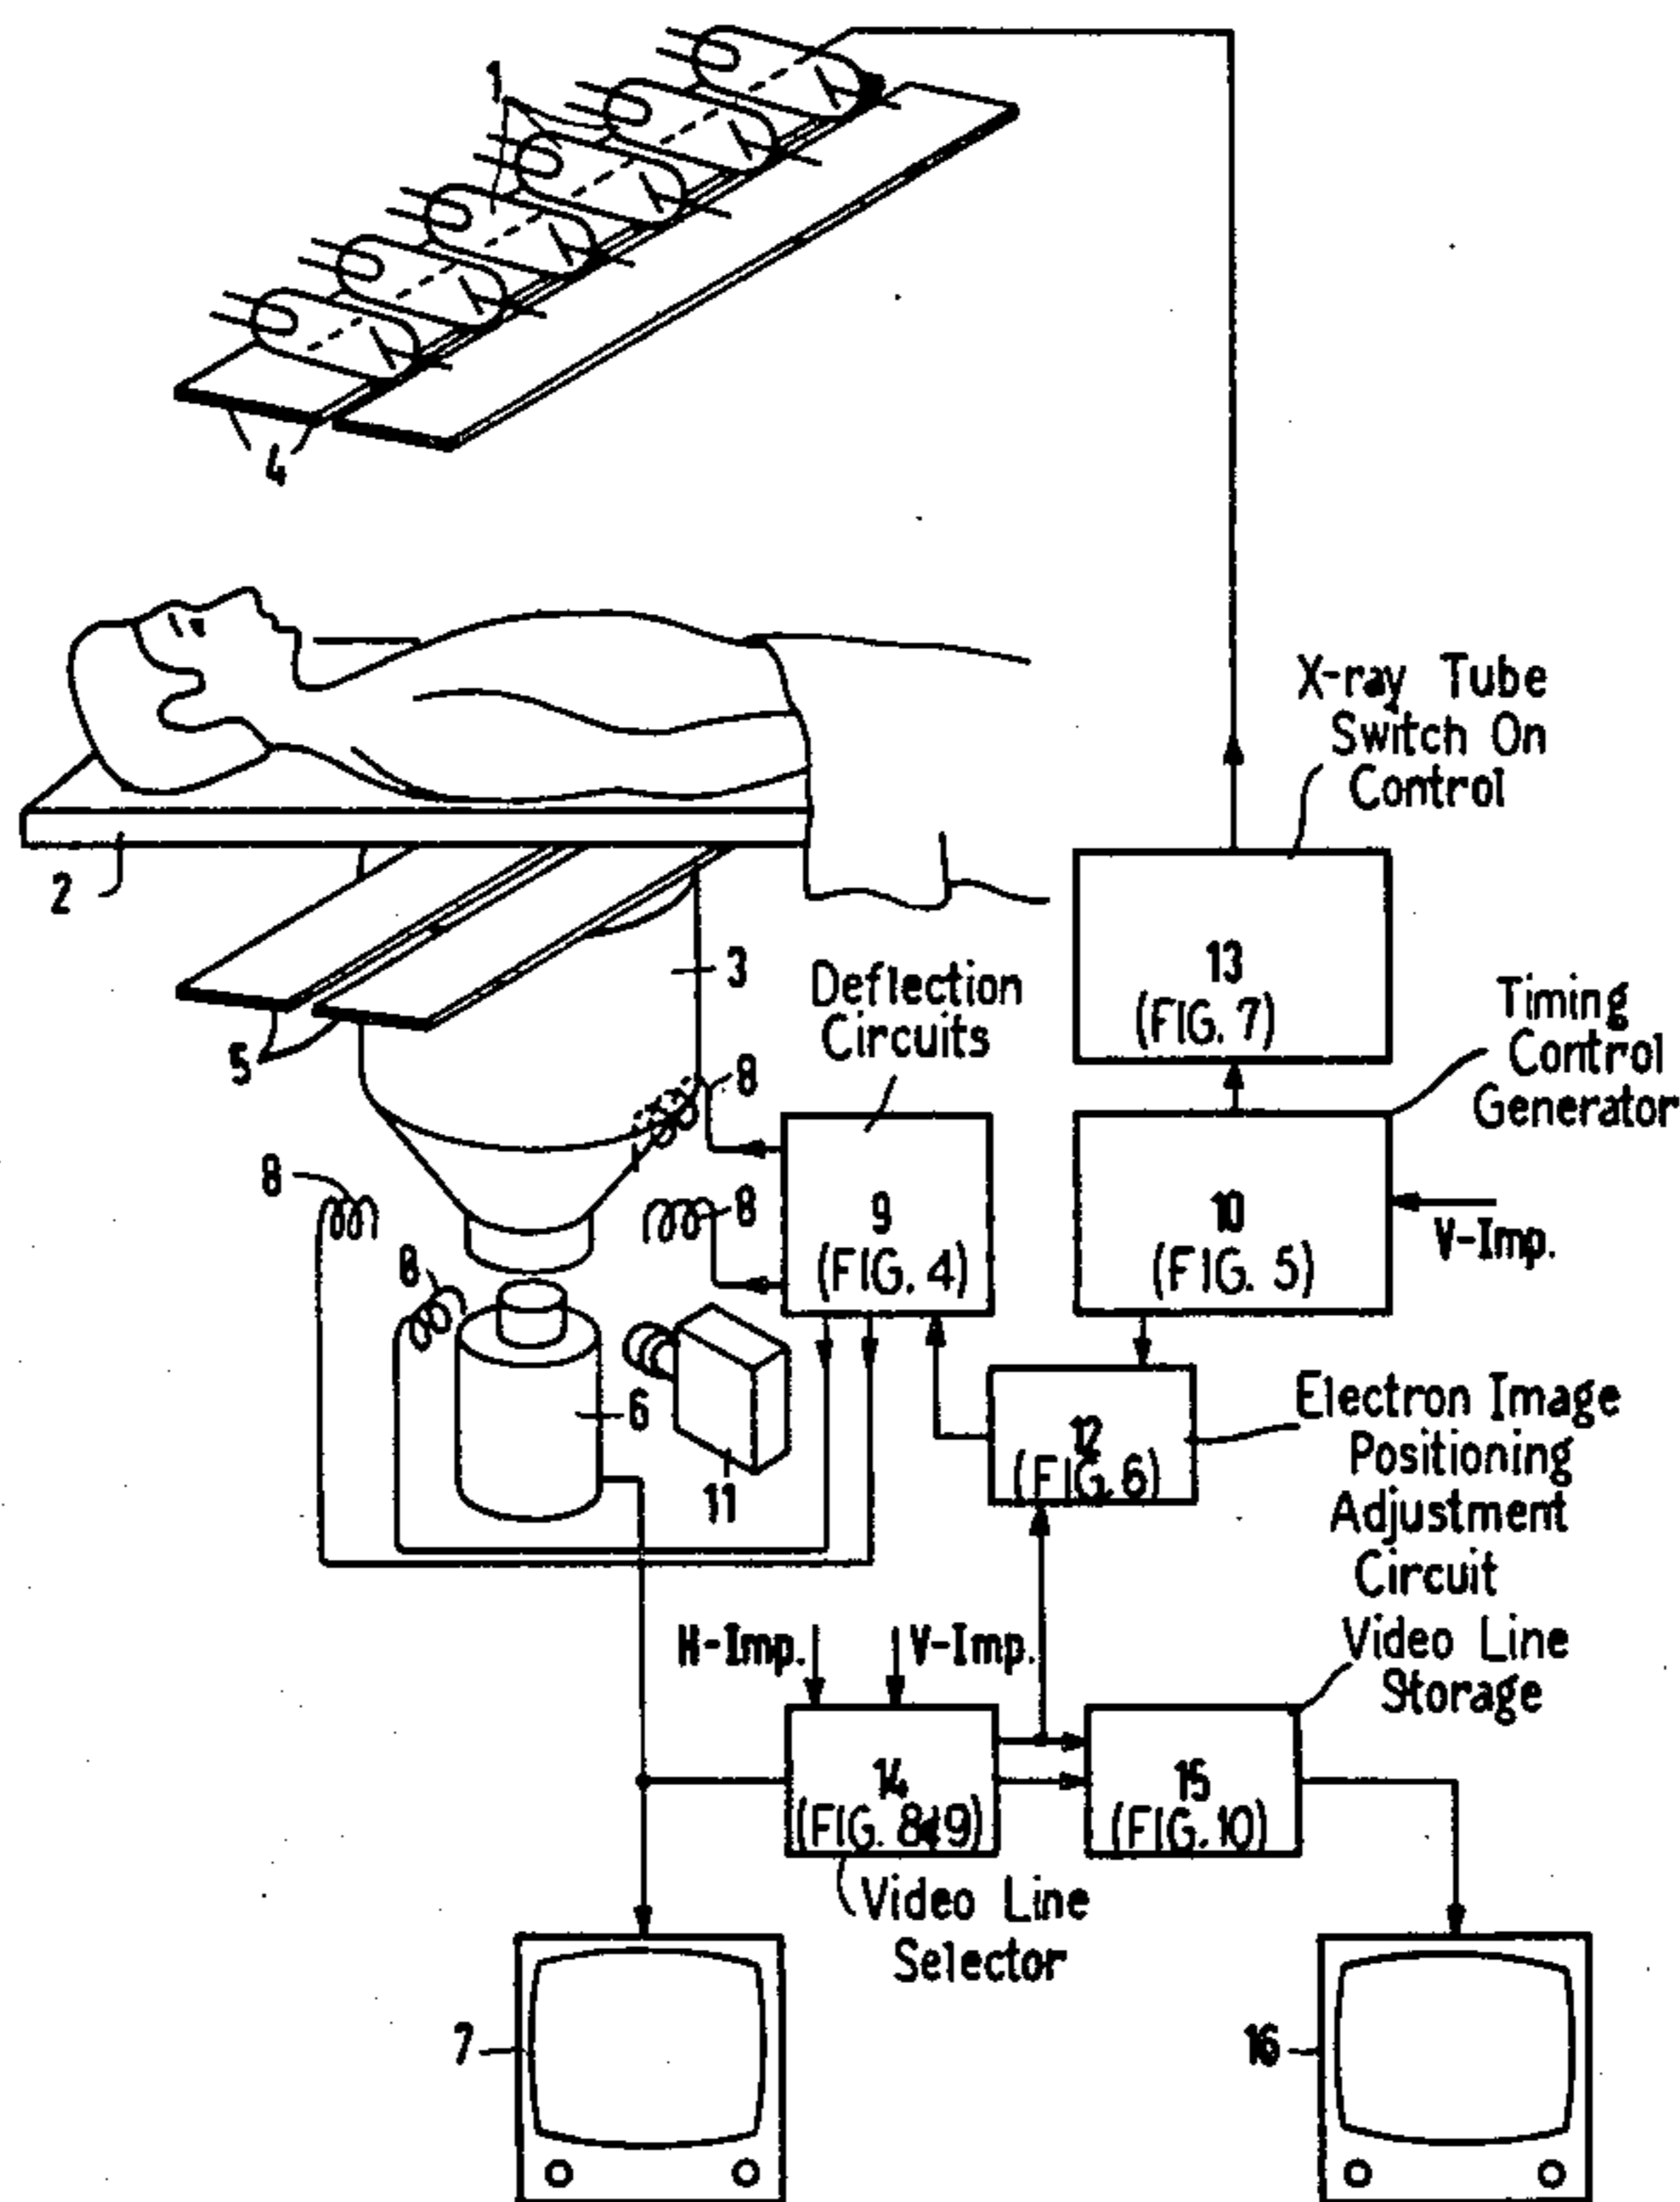 1
4
X-ray Tube
Switch On
Control
2
3
5
Deflection
Circuits
13
(FIG. 7)
Timing
Control
Generator
8
8
8
8
9
(FIG. 4)
10
(FIG. 5)
V-Imp.
6
11
12
(FIG. 6)
Electron Image
Positioning
Adjustment
Circuit
H-Imp.
V-Imp.
Video Line
Storage
14
(FIG. 8&9)
15
(FIG. 10)
Video Line
Selector
7
16